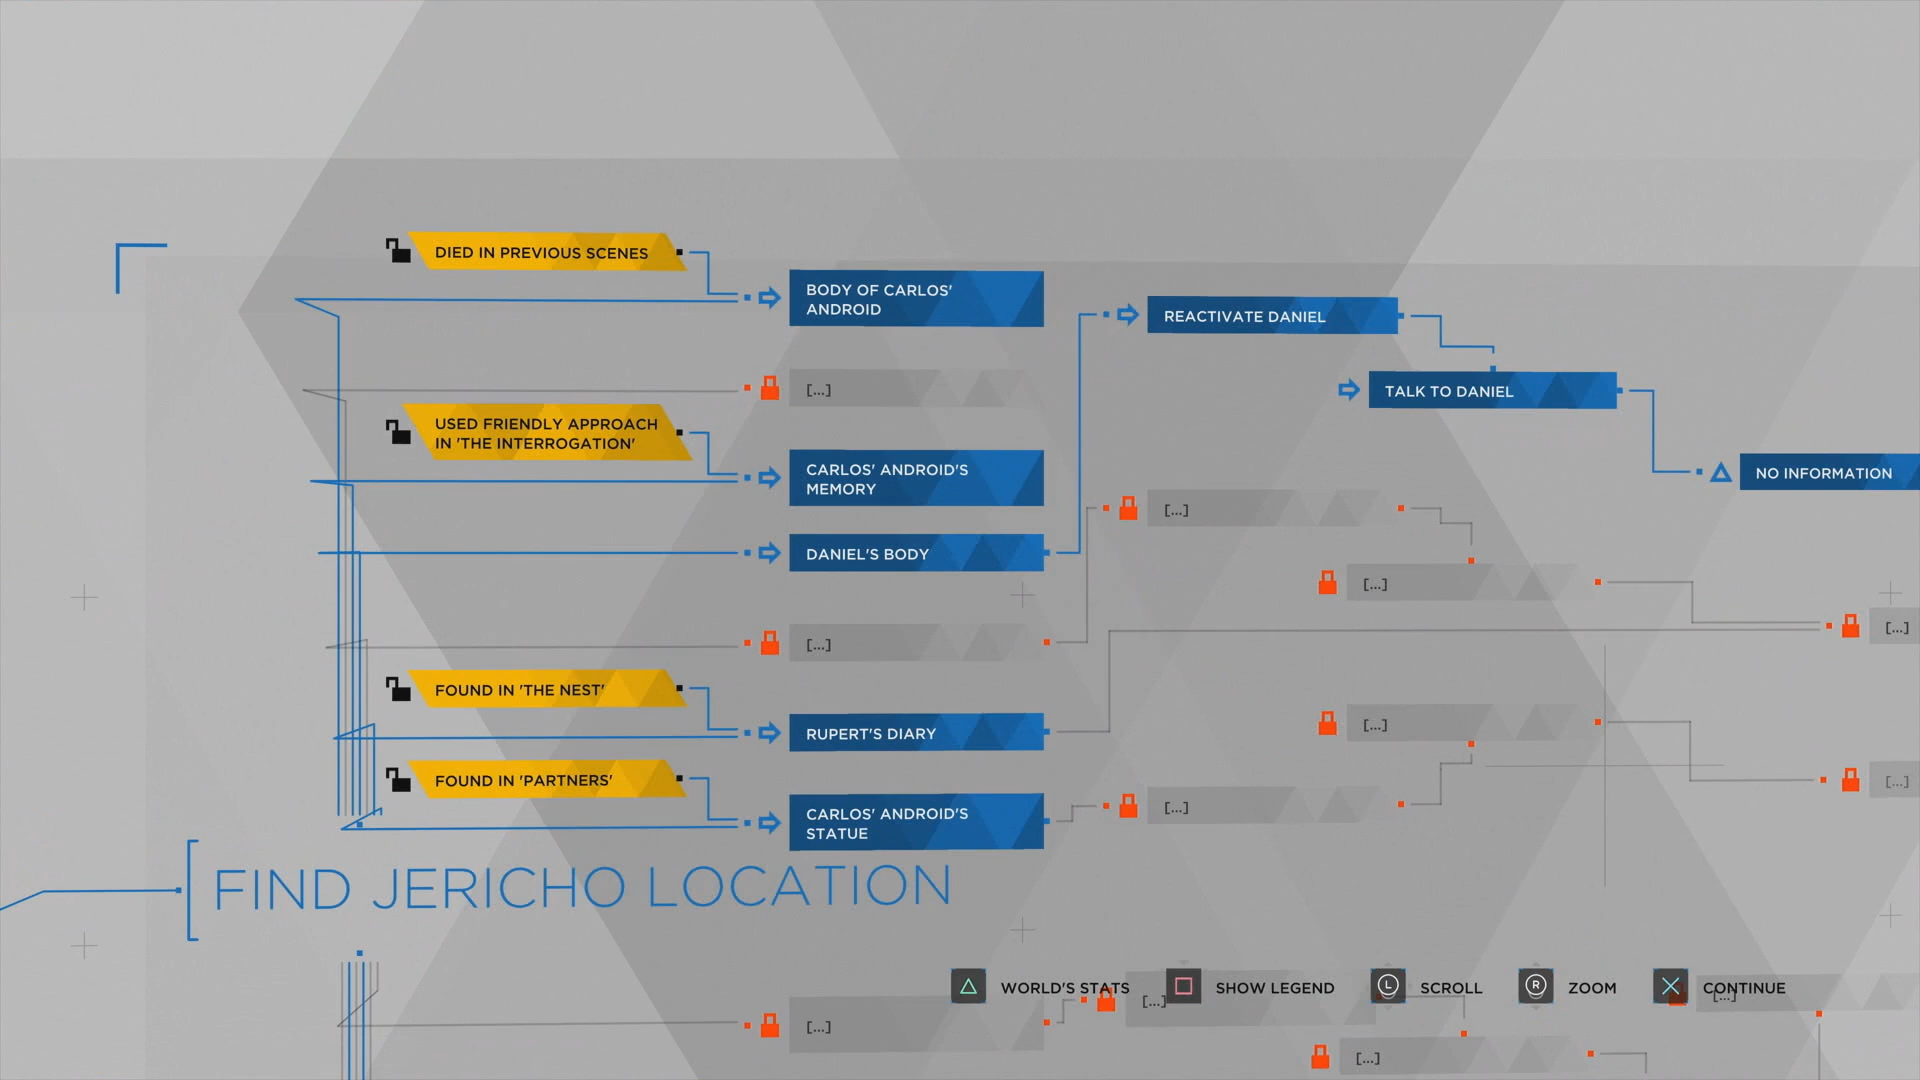 DIED IN PREVIOUS SCENES
BODY OF CARLOS'
ANDROID
REACTIVATE DANIEL
[...]
TALK TO DANIEL
USED FRIENDLY APPROACH
IN 'THE INTERROGATION'
CARLOS' ANDROID'S
MEMORY
NO INFORMATION
[...]
DANIEL'S BODY
[...]
[...]
[...]
FOUND IN 'THE NEST'
RUPERT'S DIARY
[...]
FOUND IN 'PARTNERS'
[...]
CARLOS' ANDROID'S
STATUE
[...]
FIND JERICHO LOCATION
WORLD'S STATS
SHOW LEGEND
L
SCROLL
R
ZOOM
CONTINUE
[...]
[...]
[...]
[...]